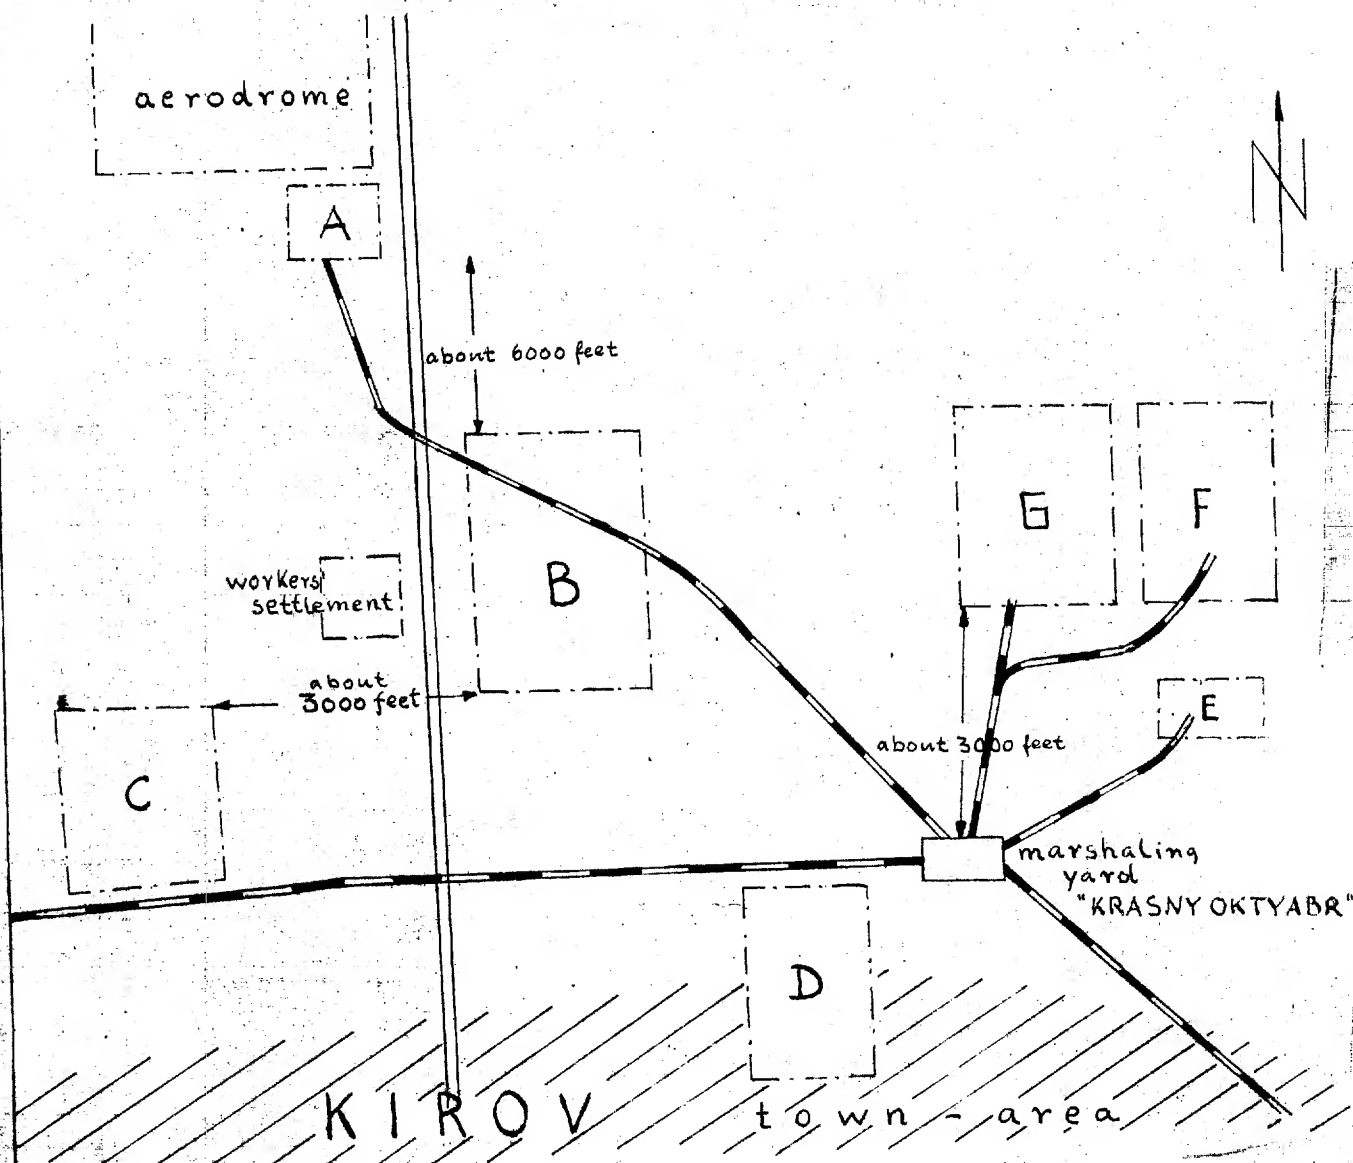 aerodrome
N
A
about 6000 feet
G
F
workers'
settlement
B
about
3000 feet
E
about 3000 feet
C
marshaling
yard
"KRASNY OKTYABR"
D
KIROV
town-area